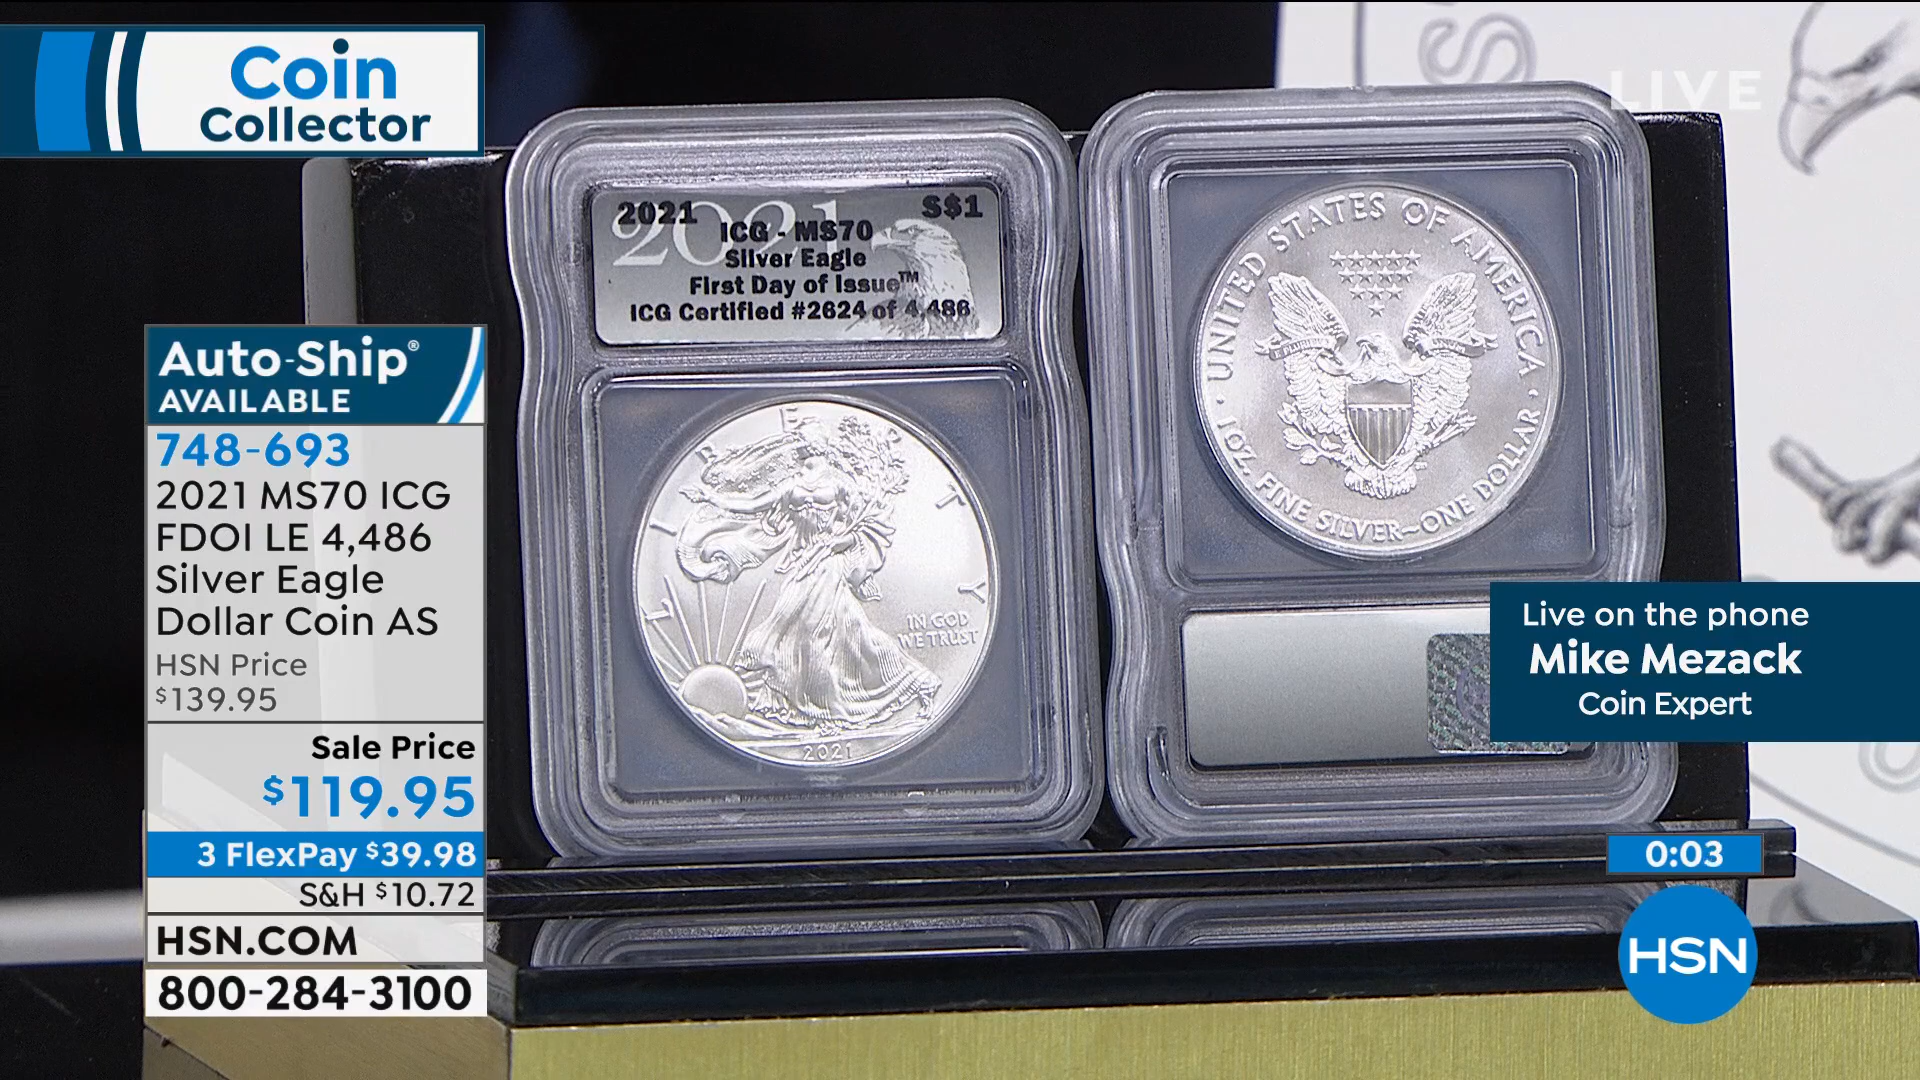 Coin
Collector
LIVE
2021 S$1
ICG - MS70
Silver Eagle
First Day of Issue™
ICG Certified #2624 of 4,486
LIBERTY
IN GOD
WE TRUST
2021
UNITED STATES OF AMERICA
1 OZ. FINE SILVER~ONE DOLLAR
Auto-Ship®
AVAILABLE
748-693
2021 MS70 ICG
FDOI LE 4,486
Silver Eagle
Dollar Coin AS
HSN Price
$139.95
Sale Price
$119.95
3 FlexPay $39.98
S&H $10.72
HSN.COM
800-284-3100
Live on the phone
Mike Mezack
Coin Expert
0:03
HSN